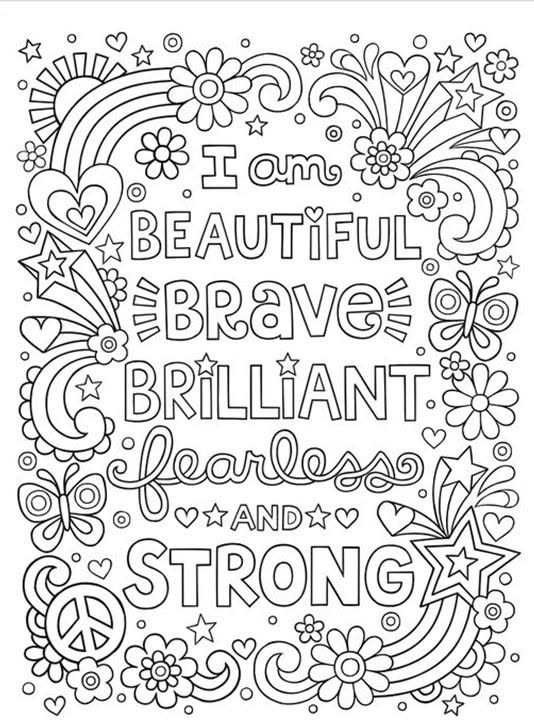 I am
BEAUTiFUL
BRAVe
BRiLLiANT
fearless
AND
STRONG